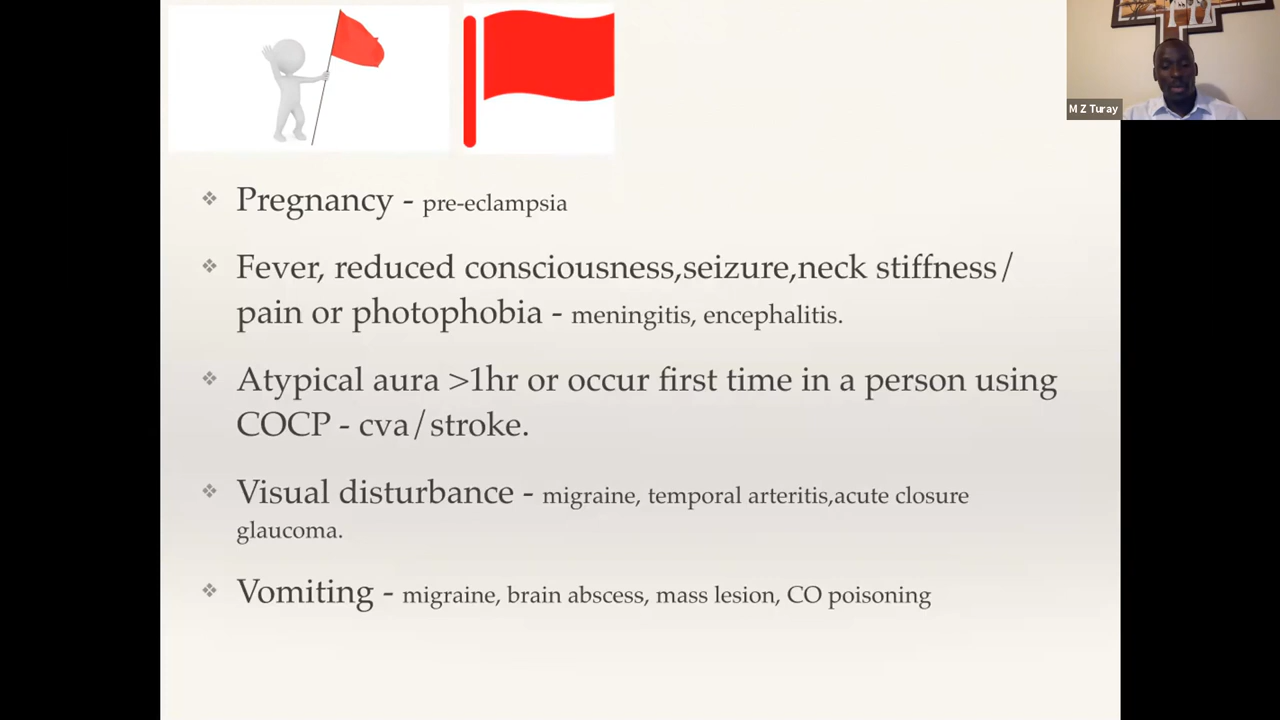 M Z Turay
Pregnancy - pre-eclampsia
Fever, reduced consciousness,seizure,neck stiffness/
pain or photophobia - meningitis, encephalitis.
Atypical aura >1hr or occur first time in a person using
COCP - cva/stroke.
Visual disturbance - migraine, temporal arteritis,acute closure
glaucoma.
Vomiting - migraine, brain abscess, mass lesion, CO poisoning